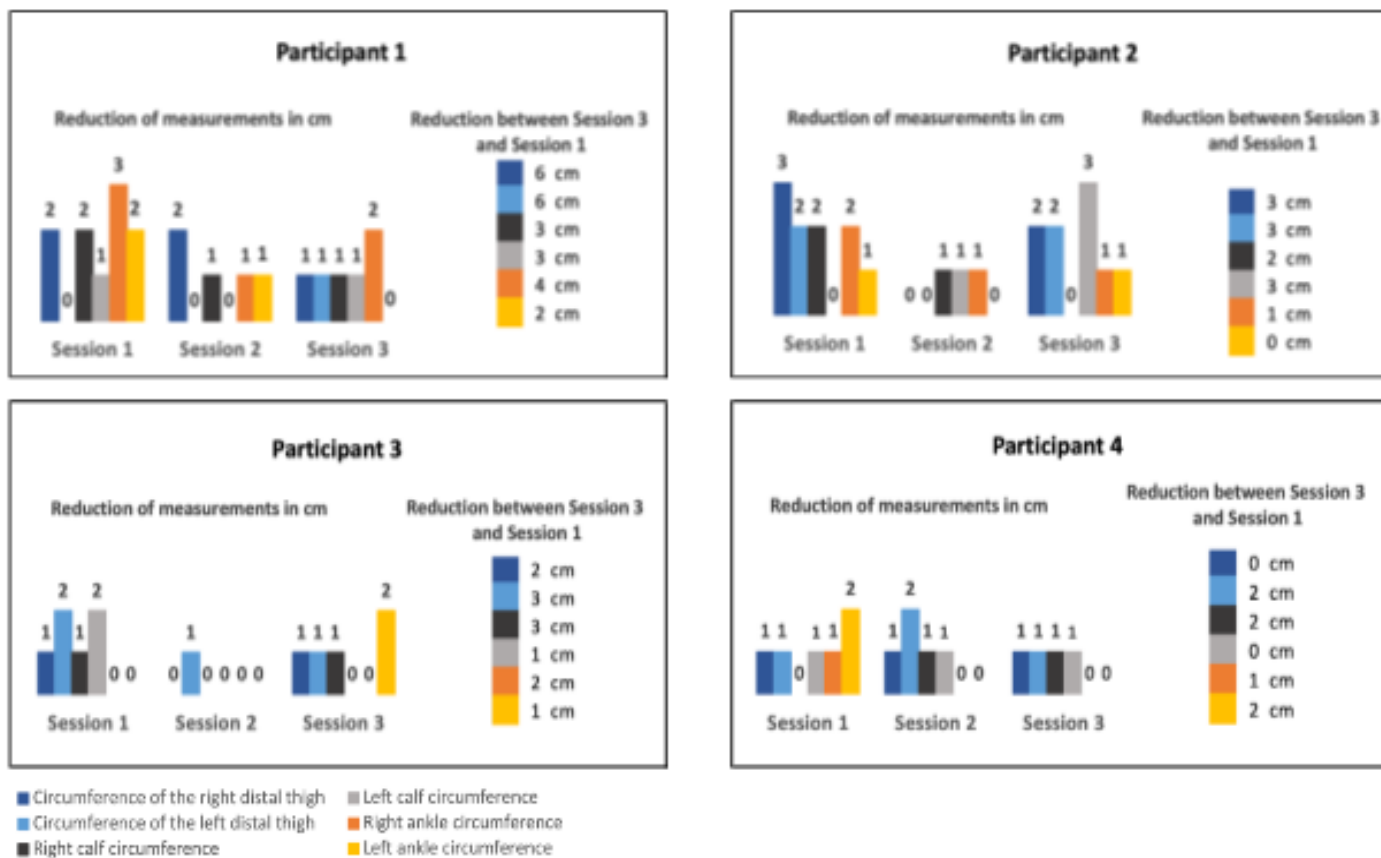 Participant 1
Reduction of measurements in cm
Reduction between Session 3
and Session 1
2 0 2 1 3 2
2 0 1 0 1 1
1 1 1 1 2 0
Session 1 Session 2 Session 3
6 cm
6 cm
3 cm
3 cm
4 cm
2 cm
Participant 2
Reduction of measurements in cm
Reduction between Session 3
and Session 1
3 2 2 0 2 1
0 0 1 1 1 0
2 2 0 3 1 1
Session 1 Session 2 Session 3
3 cm
3 cm
2 cm
3 cm
1 cm
0 cm
Participant 3
Reduction of measurements in cm
Reduction between Session 3
and Session 1
1 2 1 2 0 0
0 1 0 0 0 0
1 1 1 0 0 2
Session 1 Session 2 Session 3
2 cm
3 cm
3 cm
1 cm
2 cm
1 cm
Participant 4
Reduction of measurements in cm
Reduction between Session 3
and Session 1
1 1 0 1 1 2
1 2 1 1 0 0
1 1 1 1 0 0
Session 1 Session 2 Session 3
0 cm
2 cm
2 cm
0 cm
1 cm
2 cm
Circumference of the right distal thigh
Circumference of the left distal thigh
Right calf circumference
Left calf circumference
Right ankle circumference
Left ankle circumference